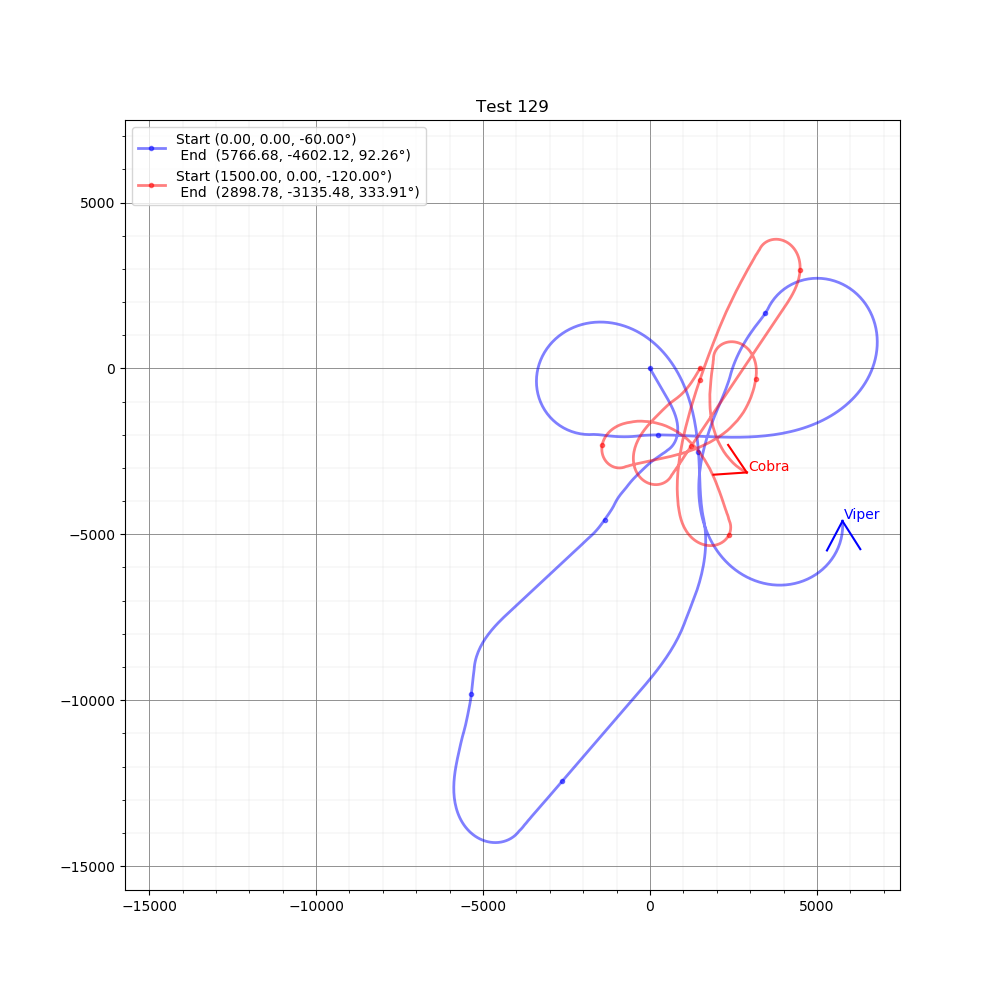 Test 129
Start (0.00, 0.00, -60.00°)
End  (5766.68, -4602.12, 92.26°)
Start (1500.00, 0.00, -120.00°)
End  (2898.78, -3135.48, 333.91°)
5000
0
−5000
−10000
−15000
Cobra
Viper
−15000
−10000
−5000
0
5000